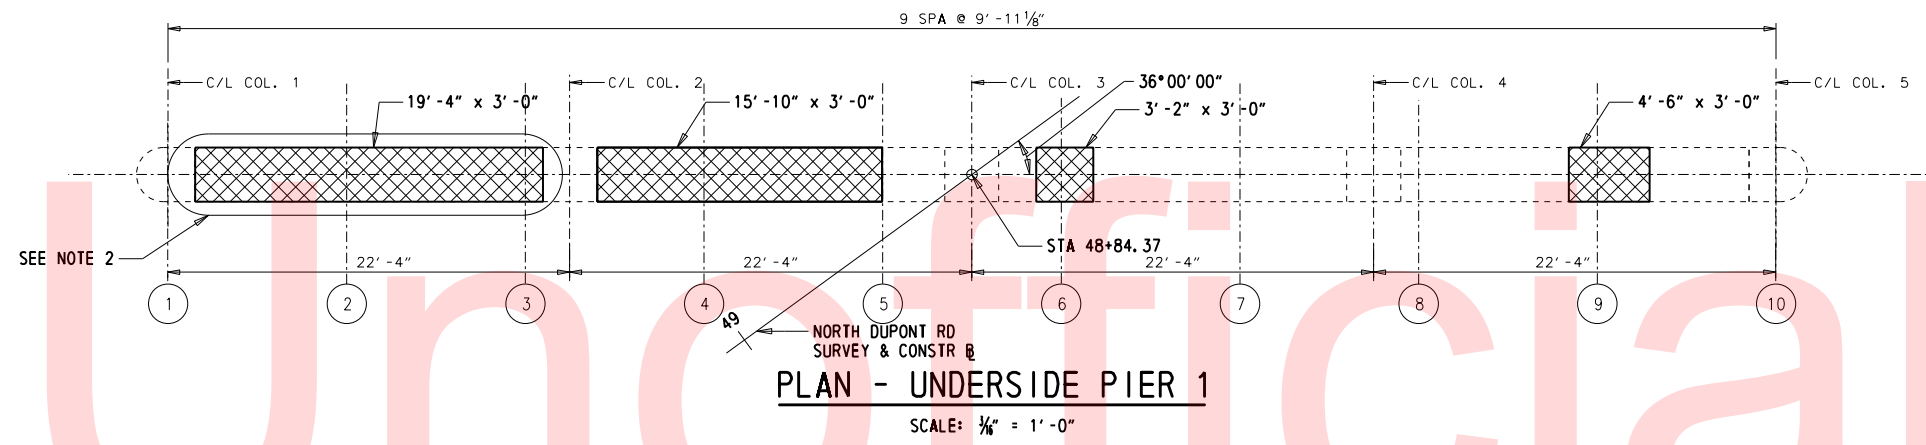 9 SPA @ 9'-11⅛"
C/L COL. 1
C/L COL. 2
C/L COL. 3
C/L COL. 4
C/L COL. 5
19'-4" x 3'-0"
15'-10" x 3'-0"
36°00'00"
3'-2" x 3'-0"
4'-6" x 3'-0"
SEE NOTE 2
STA 48+84.37
22'-4"
22'-4"
22'-4"
22'-4"
1
2
3
4
5
6
7
8
9
10
49
NORTH DUPONT RD
SURVEY & CONSTR BL
PLAN - UNDERSIDE PIER 1
SCALE: 3/16" = 1'-0"
Unofficial